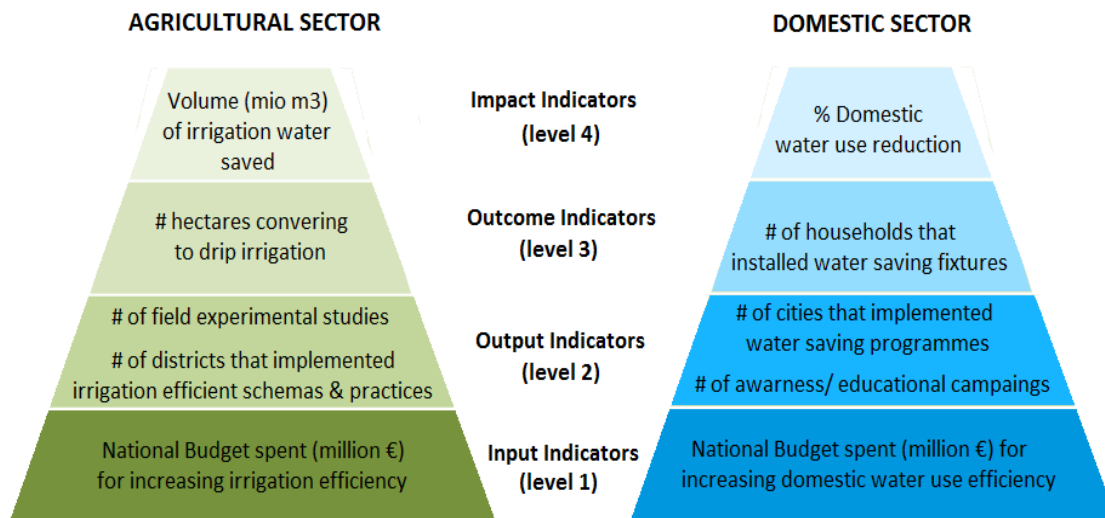 AGRICULTURAL SECTOR
DOMESTIC SECTOR
Volume (mio m3)
of irrigation water
saved
Impact Indicators
(level 4)
% Domestic
water use reduction
# hectares convering
to drip irrigation
Outcome Indicators
(level 3)
# of households that
installed water saving fixtures
# of field experimental studies
# of districts that implemented
irrigation efficient schemas & practices
Output Indicators
(level 2)
# of cities that implemented
water saving programmes
# of awarness/ educational campaings
National Budget spent (million €)
for increasing irrigation efficiency
Input Indicators
(level 1)
National Budget spent (million €) for
increasing domestic water use efficiency